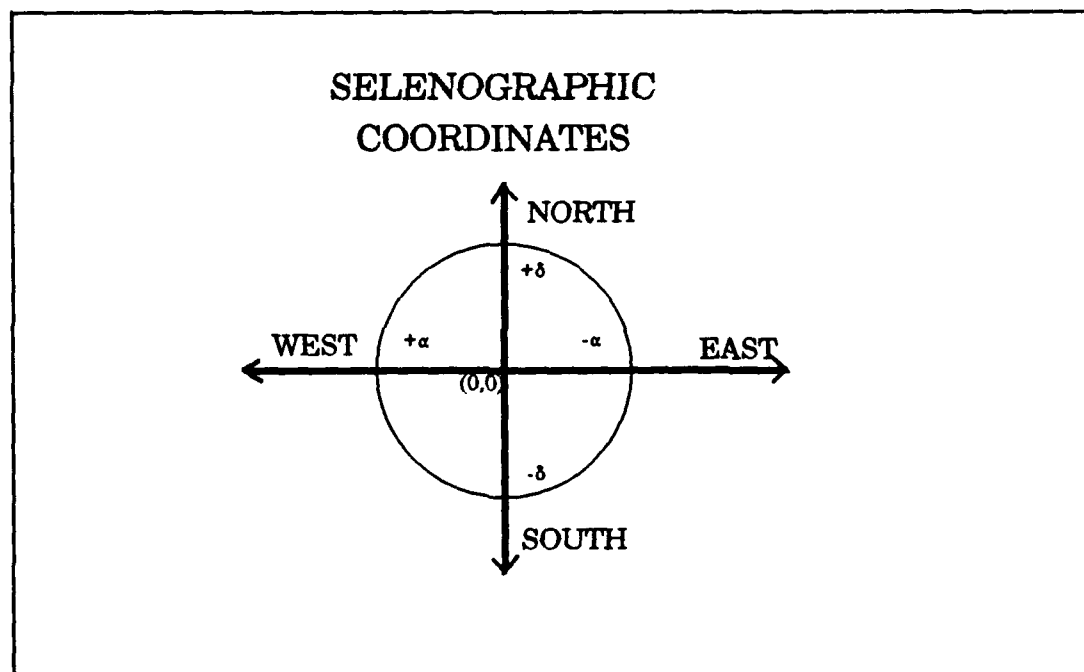 SELENOGRAPHIC
COORDINATES
NORTH
+δ
WEST
+α
-α
EAST
(0,0)
-δ
SOUTH